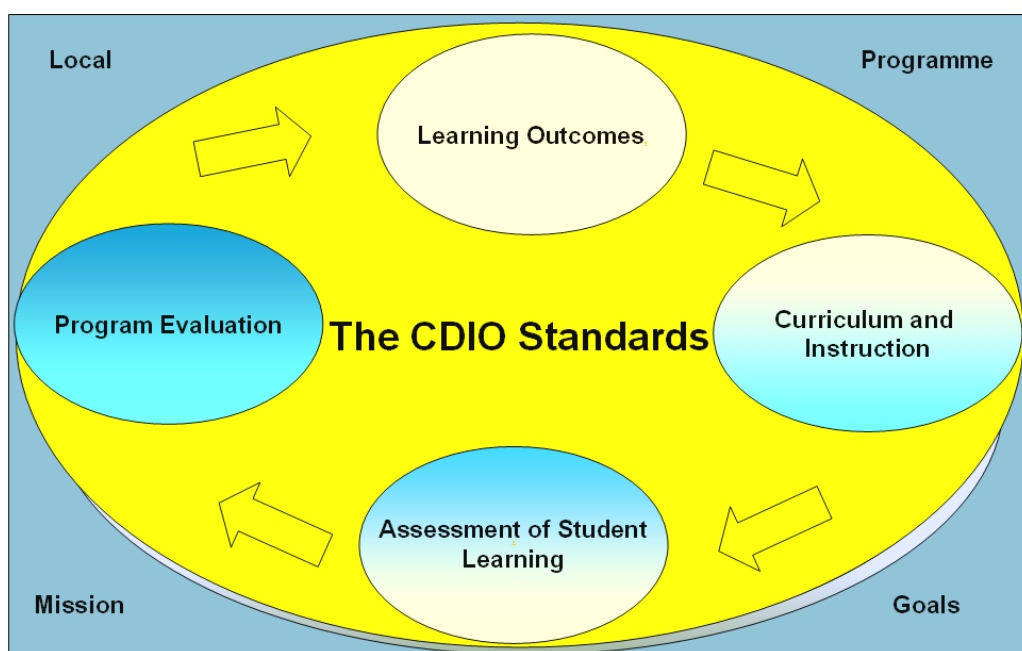 Local
Programme
Learning Outcomes
Program Evaluation
The CDIO Standards
Curriculum and
Instruction
Assessment of Student
Learning
Mission
Goals